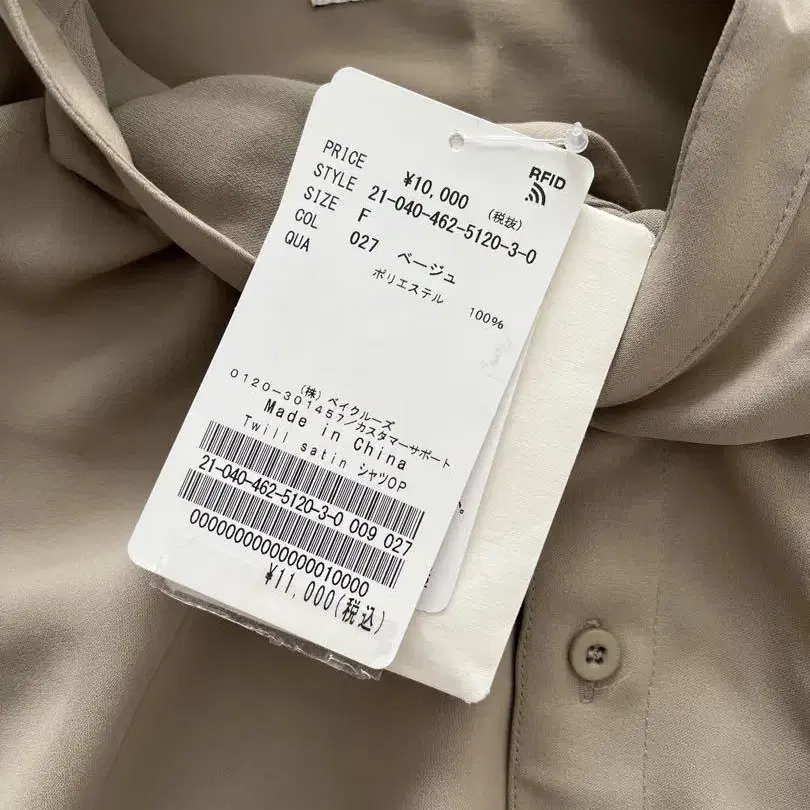 RFID
PRICE ¥10,000 (税抜)
STYLE 21-040-462-5120-3-0
SIZE F
COL 027 ベージュ
QUA ポリエステル 100%
(株) ベイクルーズ
0120-301457/カスタマーサポート
Made in China
Twill satin シャツOP
21-040-462-5120-3-0 009 027
0000000000000000010000
¥11,000(税込)